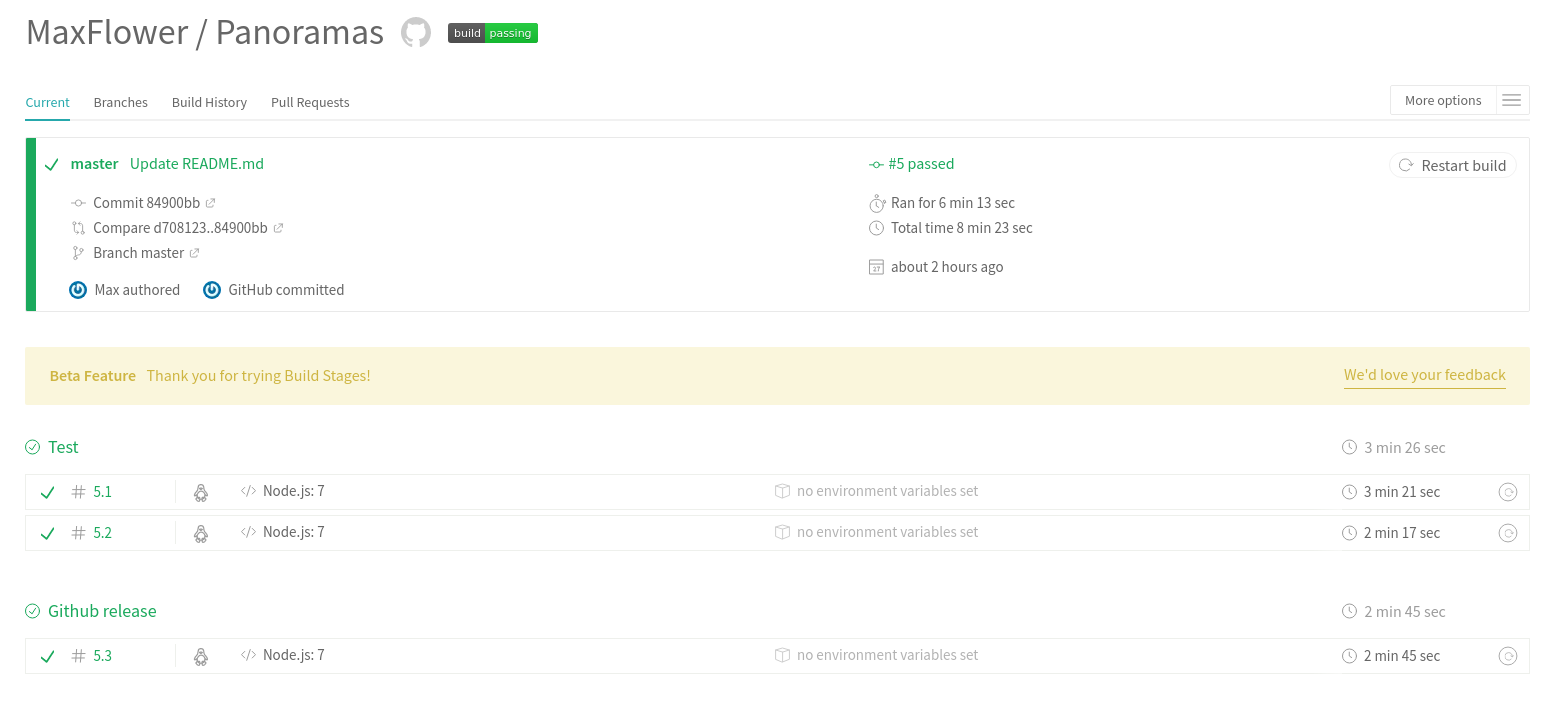 MaxFlower / Panoramas build passing
Current Branches Build History Pull Requests More options
master Update README.md #5 passed Restart build
Commit 84900bb Ran for 6 min 13 sec
Compare d708123..84900bb Total time 8 min 23 sec
Branch master
27 about 2 hours ago
Max authored GitHub committed
Beta Feature Thank you for trying Build Stages! We'd love your feedback
Test 3 min 26 sec
# 5.1 </> Node.js: 7 no environment variables set 3 min 21 sec
# 5.2 </> Node.js: 7 no environment variables set 2 min 17 sec
Github release 2 min 45 sec
# 5.3 </> Node.js: 7 no environment variables set 2 min 45 sec